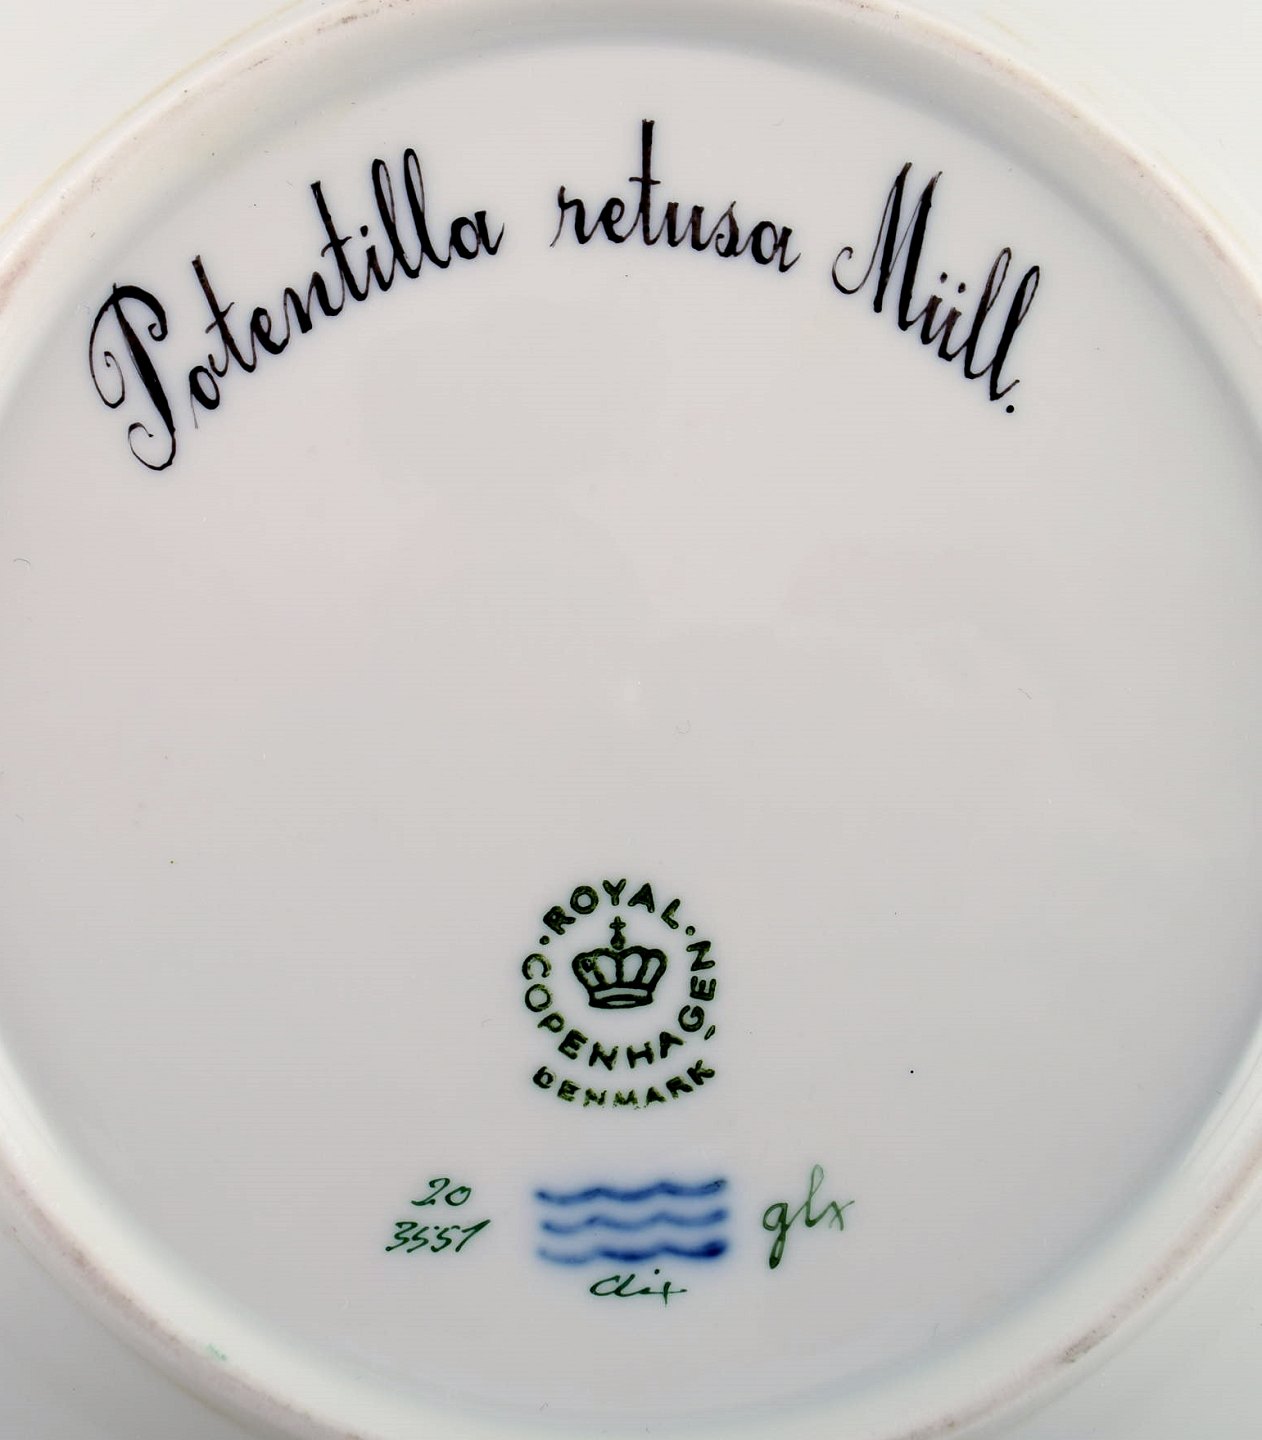 Potentilla retusa Müll.
ROYAL COPENHAGEN
DENMARK
20
3551
glx